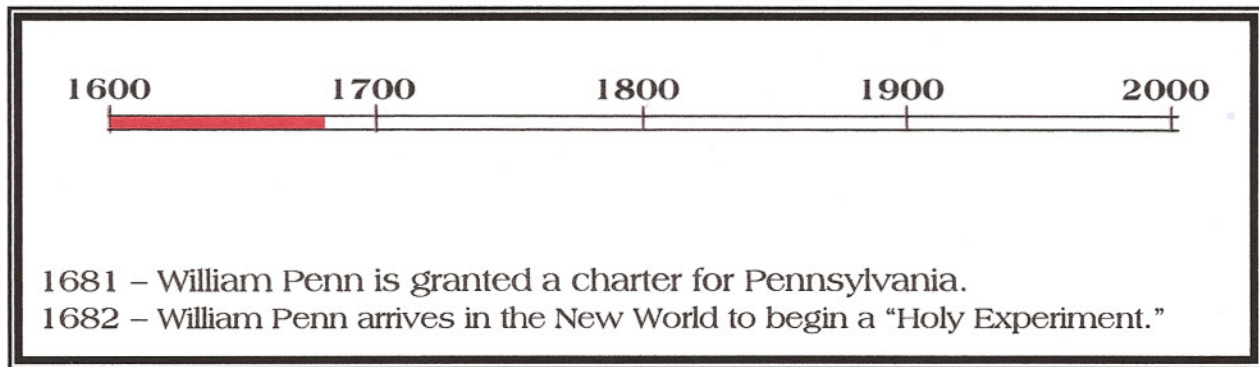 1600 1700 1800 1900 2000
1681 – William Penn is granted a charter for Pennsylvania.
1682 – William Penn arrives in the New World to begin a “Holy Experiment.”